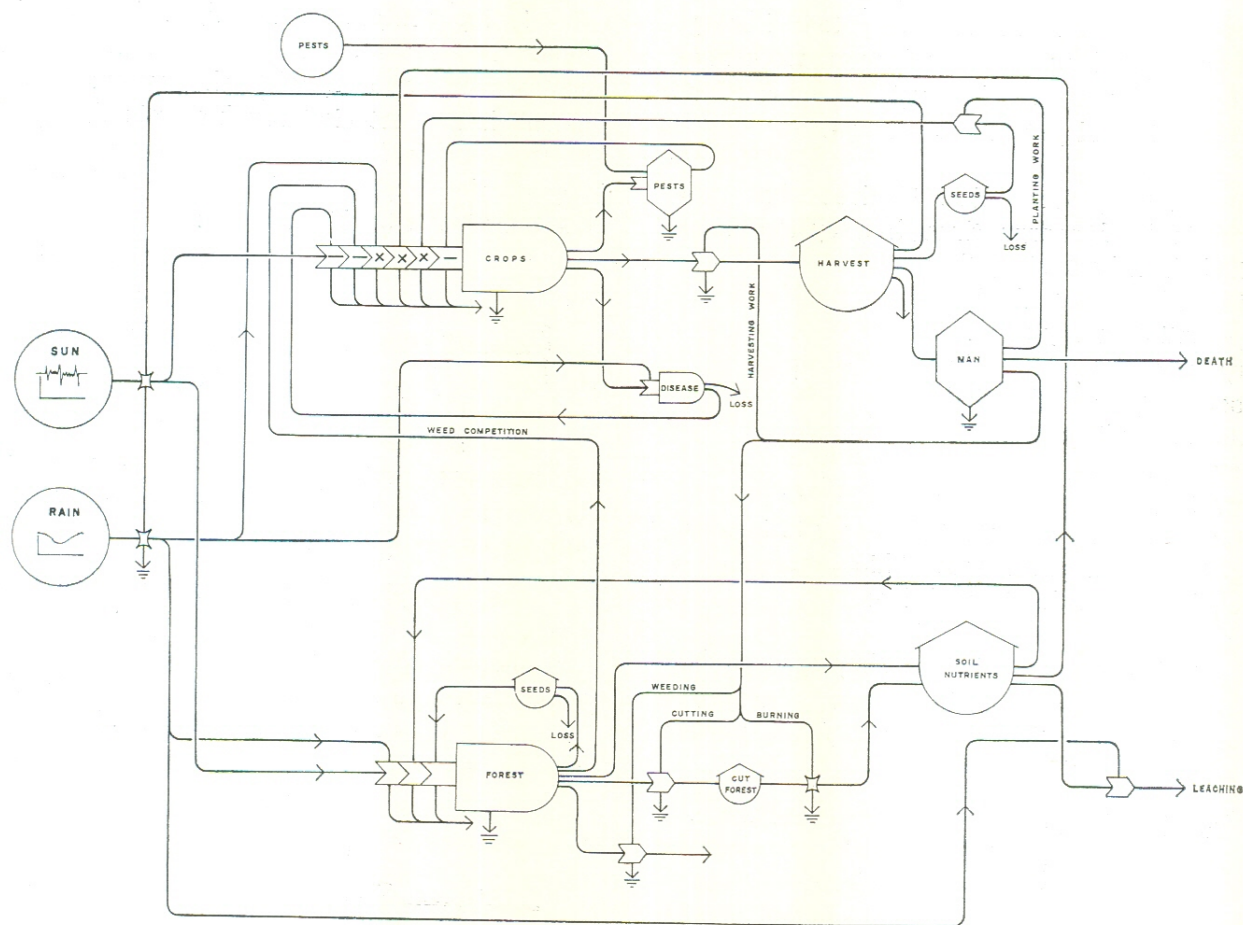 PESTS
PLANTING WORK
PESTS
SEEDS
LOSS
CROPS
HARVEST
HARVESTING WORK
SUN
MAN
DEATH
DISEASE
LOSS
WEED COMPETITION
RAIN
SOIL
NUTRIENTS
SEEDS
WEEDING
CUTTING
BURNING
LOSS
FOREST
CUT
FOREST
LEACHING